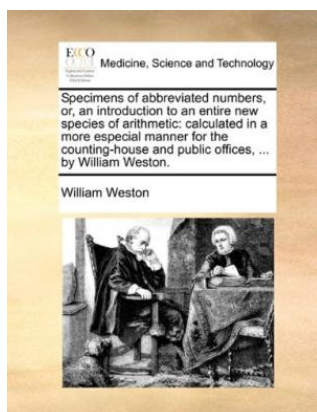 ECCO
Medicine, Science and Technology
Specimens of abbreviated numbers,
or, an introduction to an entire new
species of arithmetic: calculated in a
more especial manner for the
counting-house and public offices, ...
by William Weston.
William Weston